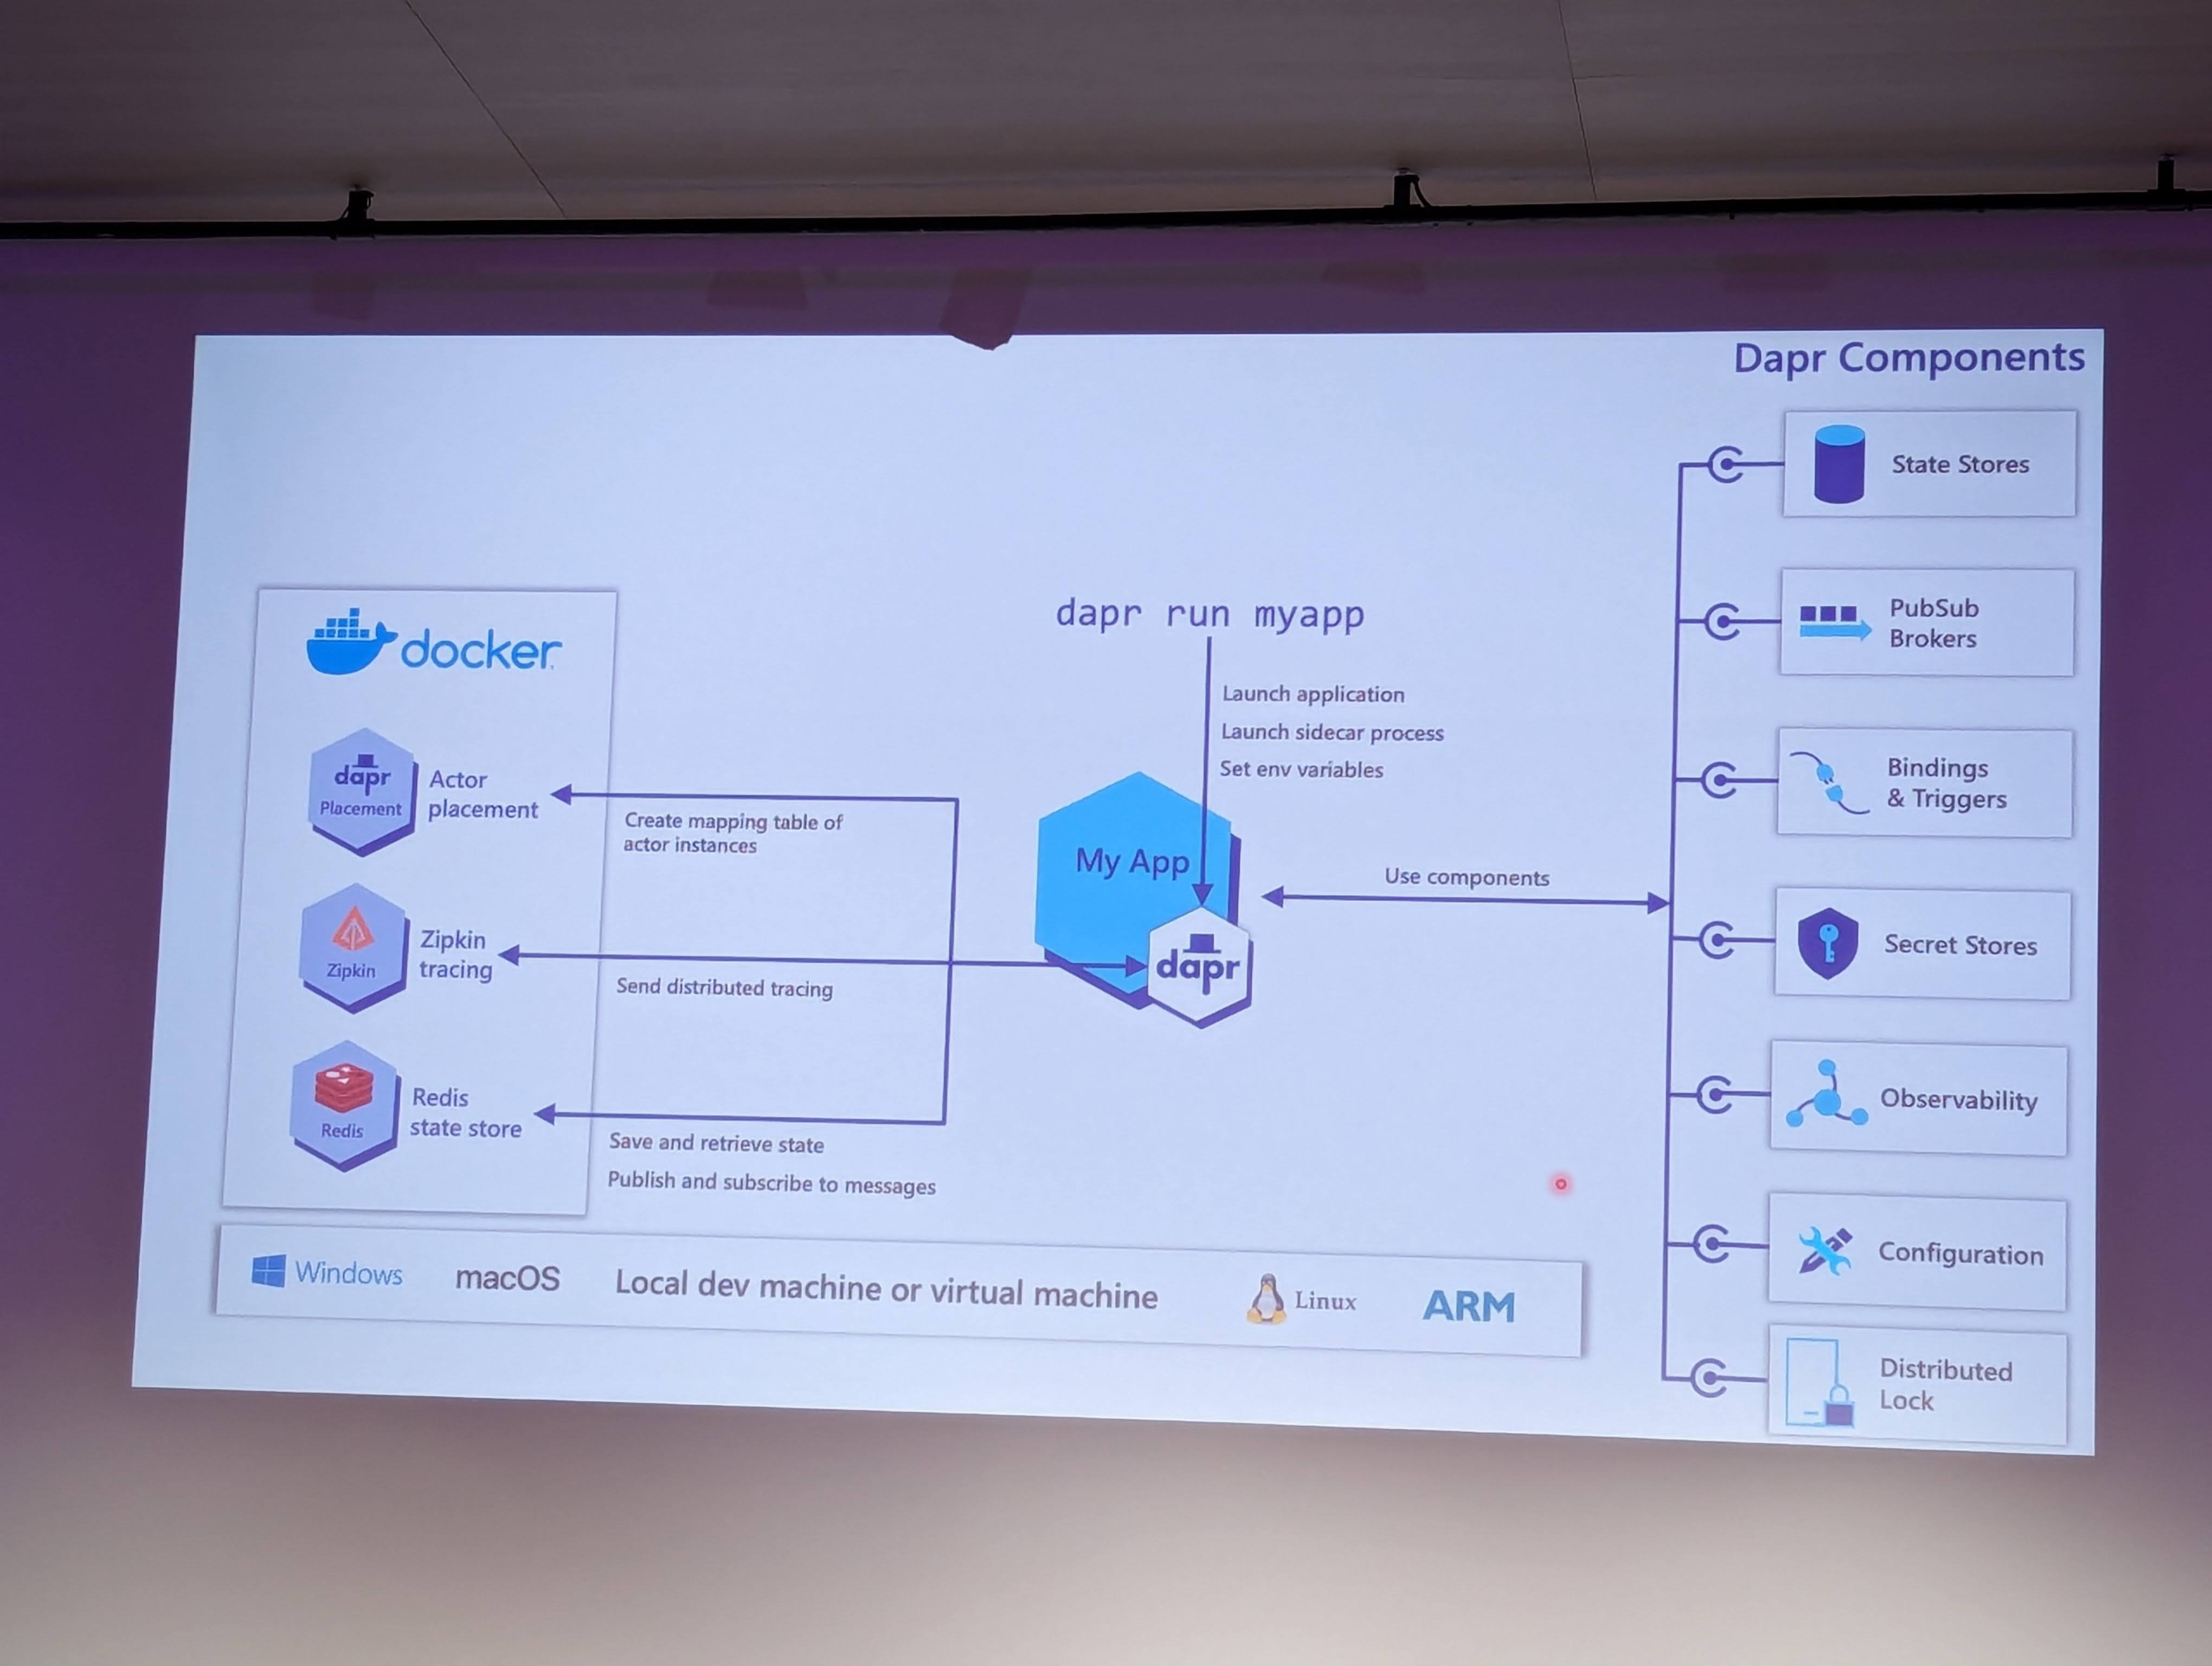 Dapr Components
State Stores
PubSub
Brokers
Bindings
& Triggers
Secret Stores
Observability
Configuration
Distributed
Lock
dapr run myapp
Launch application
Launch sidecar process
Set env variables
My App
dapr
Use components
docker
dapr
Placement
Actor
placement
Create mapping table of
actor instances
Zipkin
Zipkin
tracing
Send distributed tracing
Redis
Redis
state store
Save and retrieve state
Publish and subscribe to messages
Windows macOS Local dev machine or virtual machine Linux ARM